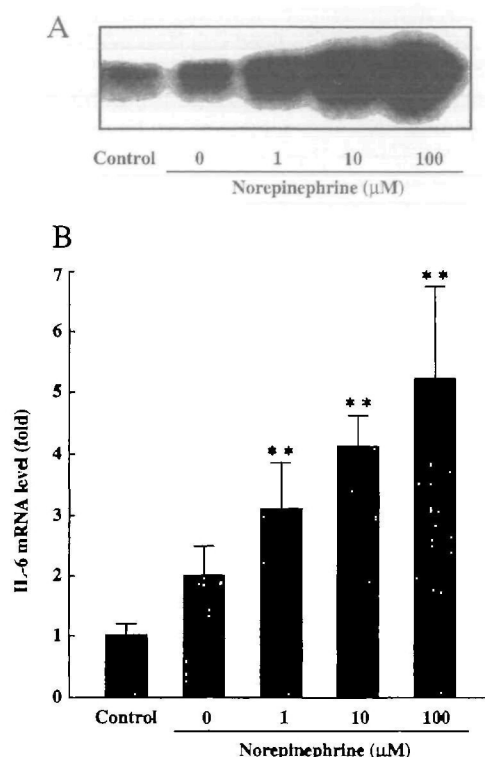 A
Control 0 1 10 100
Norepinephrine (μM)
B
7
6
5
4
3
2
1
0
IL-6 mRNA level (fold)
** ** ** **
Control 0 1 10 100
Norepinephrine (μM)